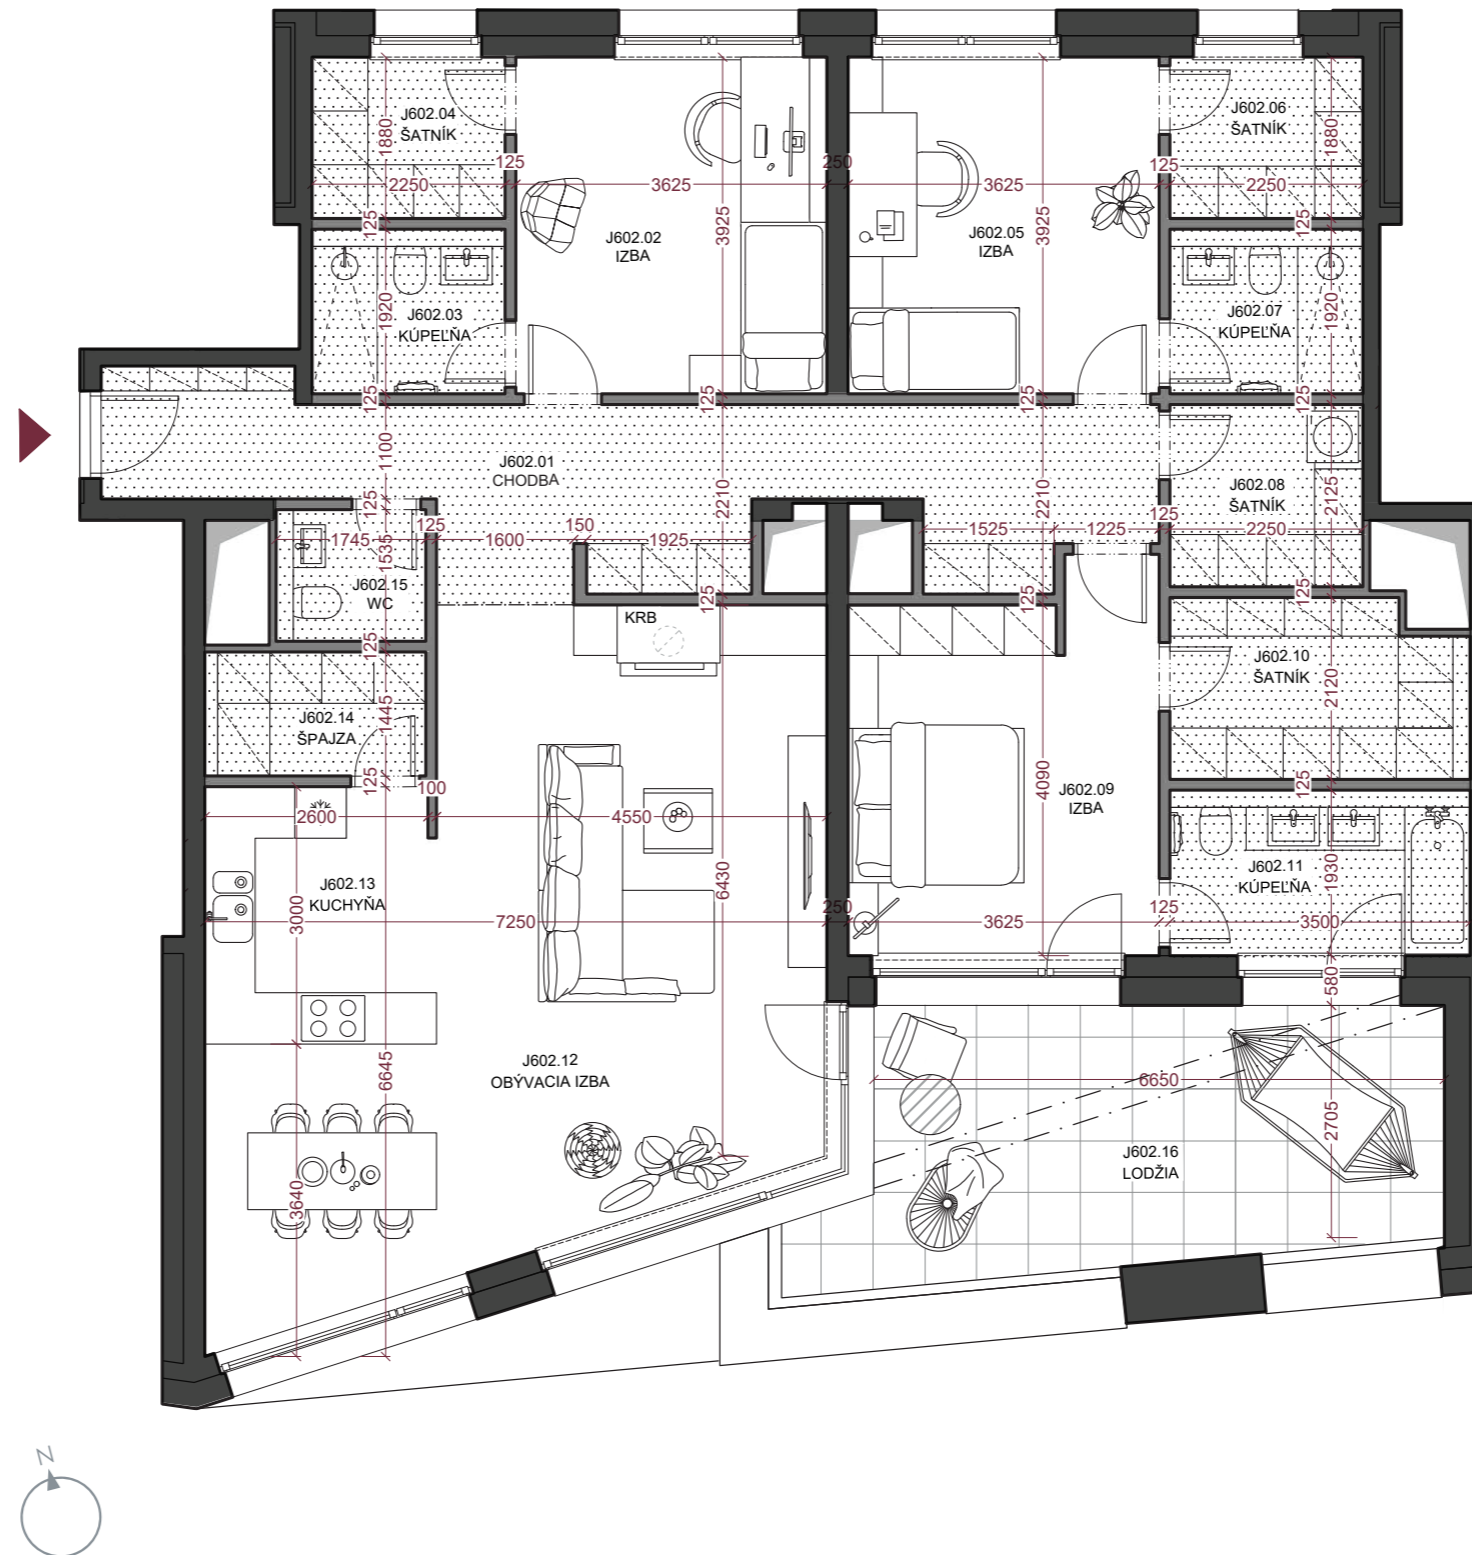 J602.04
ŠATNÍK
1880
2250
125
125
J602.02
IZBA
3625
3925
250
J602.05
IZBA
3625
3925
125
J602.06
ŠATNÍK
1880
2250
125
J602.03
KÚPEĽŇA
1920
125
125
J602.07
KÚPEĽŇA
1920
125
125
J602.01
CHODBA
1100
125
2210
2210
J602.08
ŠATNÍK
2125
2250
125
J602.15
WC
1745
1535
125
125
1600
150
1925
125
1525
1225
125
125
KRB
J602.14
ŠPAJZA
1445
125
100
J602.10
ŠATNÍK
2120
125
J602.09
IZBA
4090
3625
125
J602.11
KÚPEĽŇA
1930
3500
580
2600
4550
J602.13
KUCHYŇA
3000
7250
6430
250
J602.12
OBÝVACIA IZBA
6645
3640
6650
2705
J602.16
LODŽIA
N